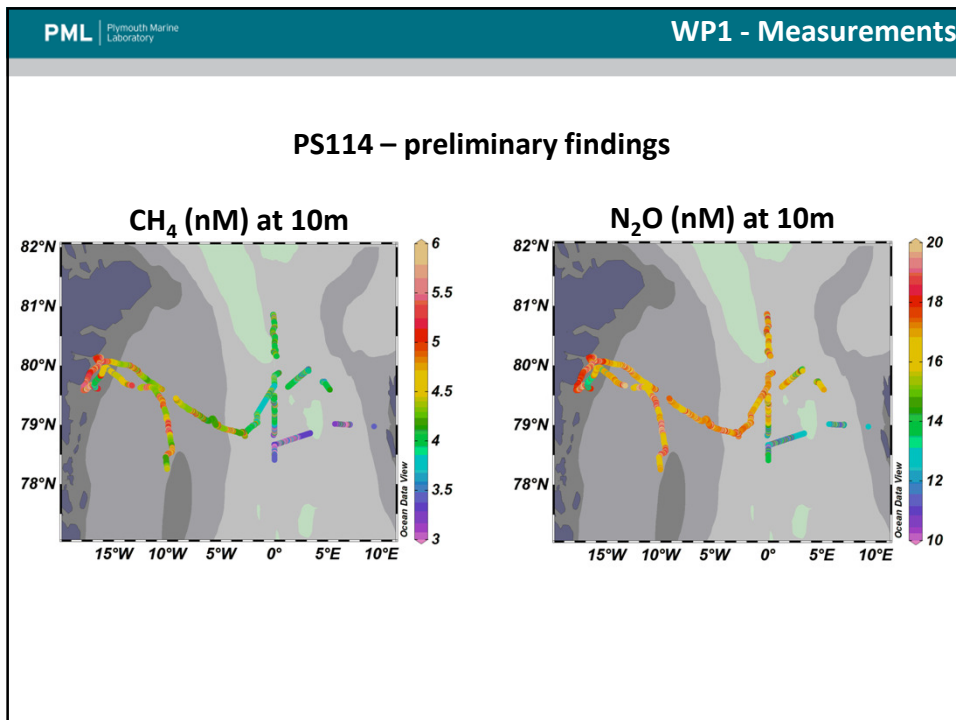 PML | Plymouth Marine
Laboratory
WP1 - Measurements
PS114 – preliminary findings
CH₄ (nM) at 10m
82°N
81°N
80°N
79°N
78°N
15°W 10°W 5°W 0° 5°E 10°E
Ocean Data View
6
5.5
5
4.5
4
3.5
3
N₂O (nM) at 10m
82°N
81°N
80°N
79°N
78°N
15°W 10°W 5°W 0° 5°E 10°E
Ocean Data View
20
18
16
14
12
10